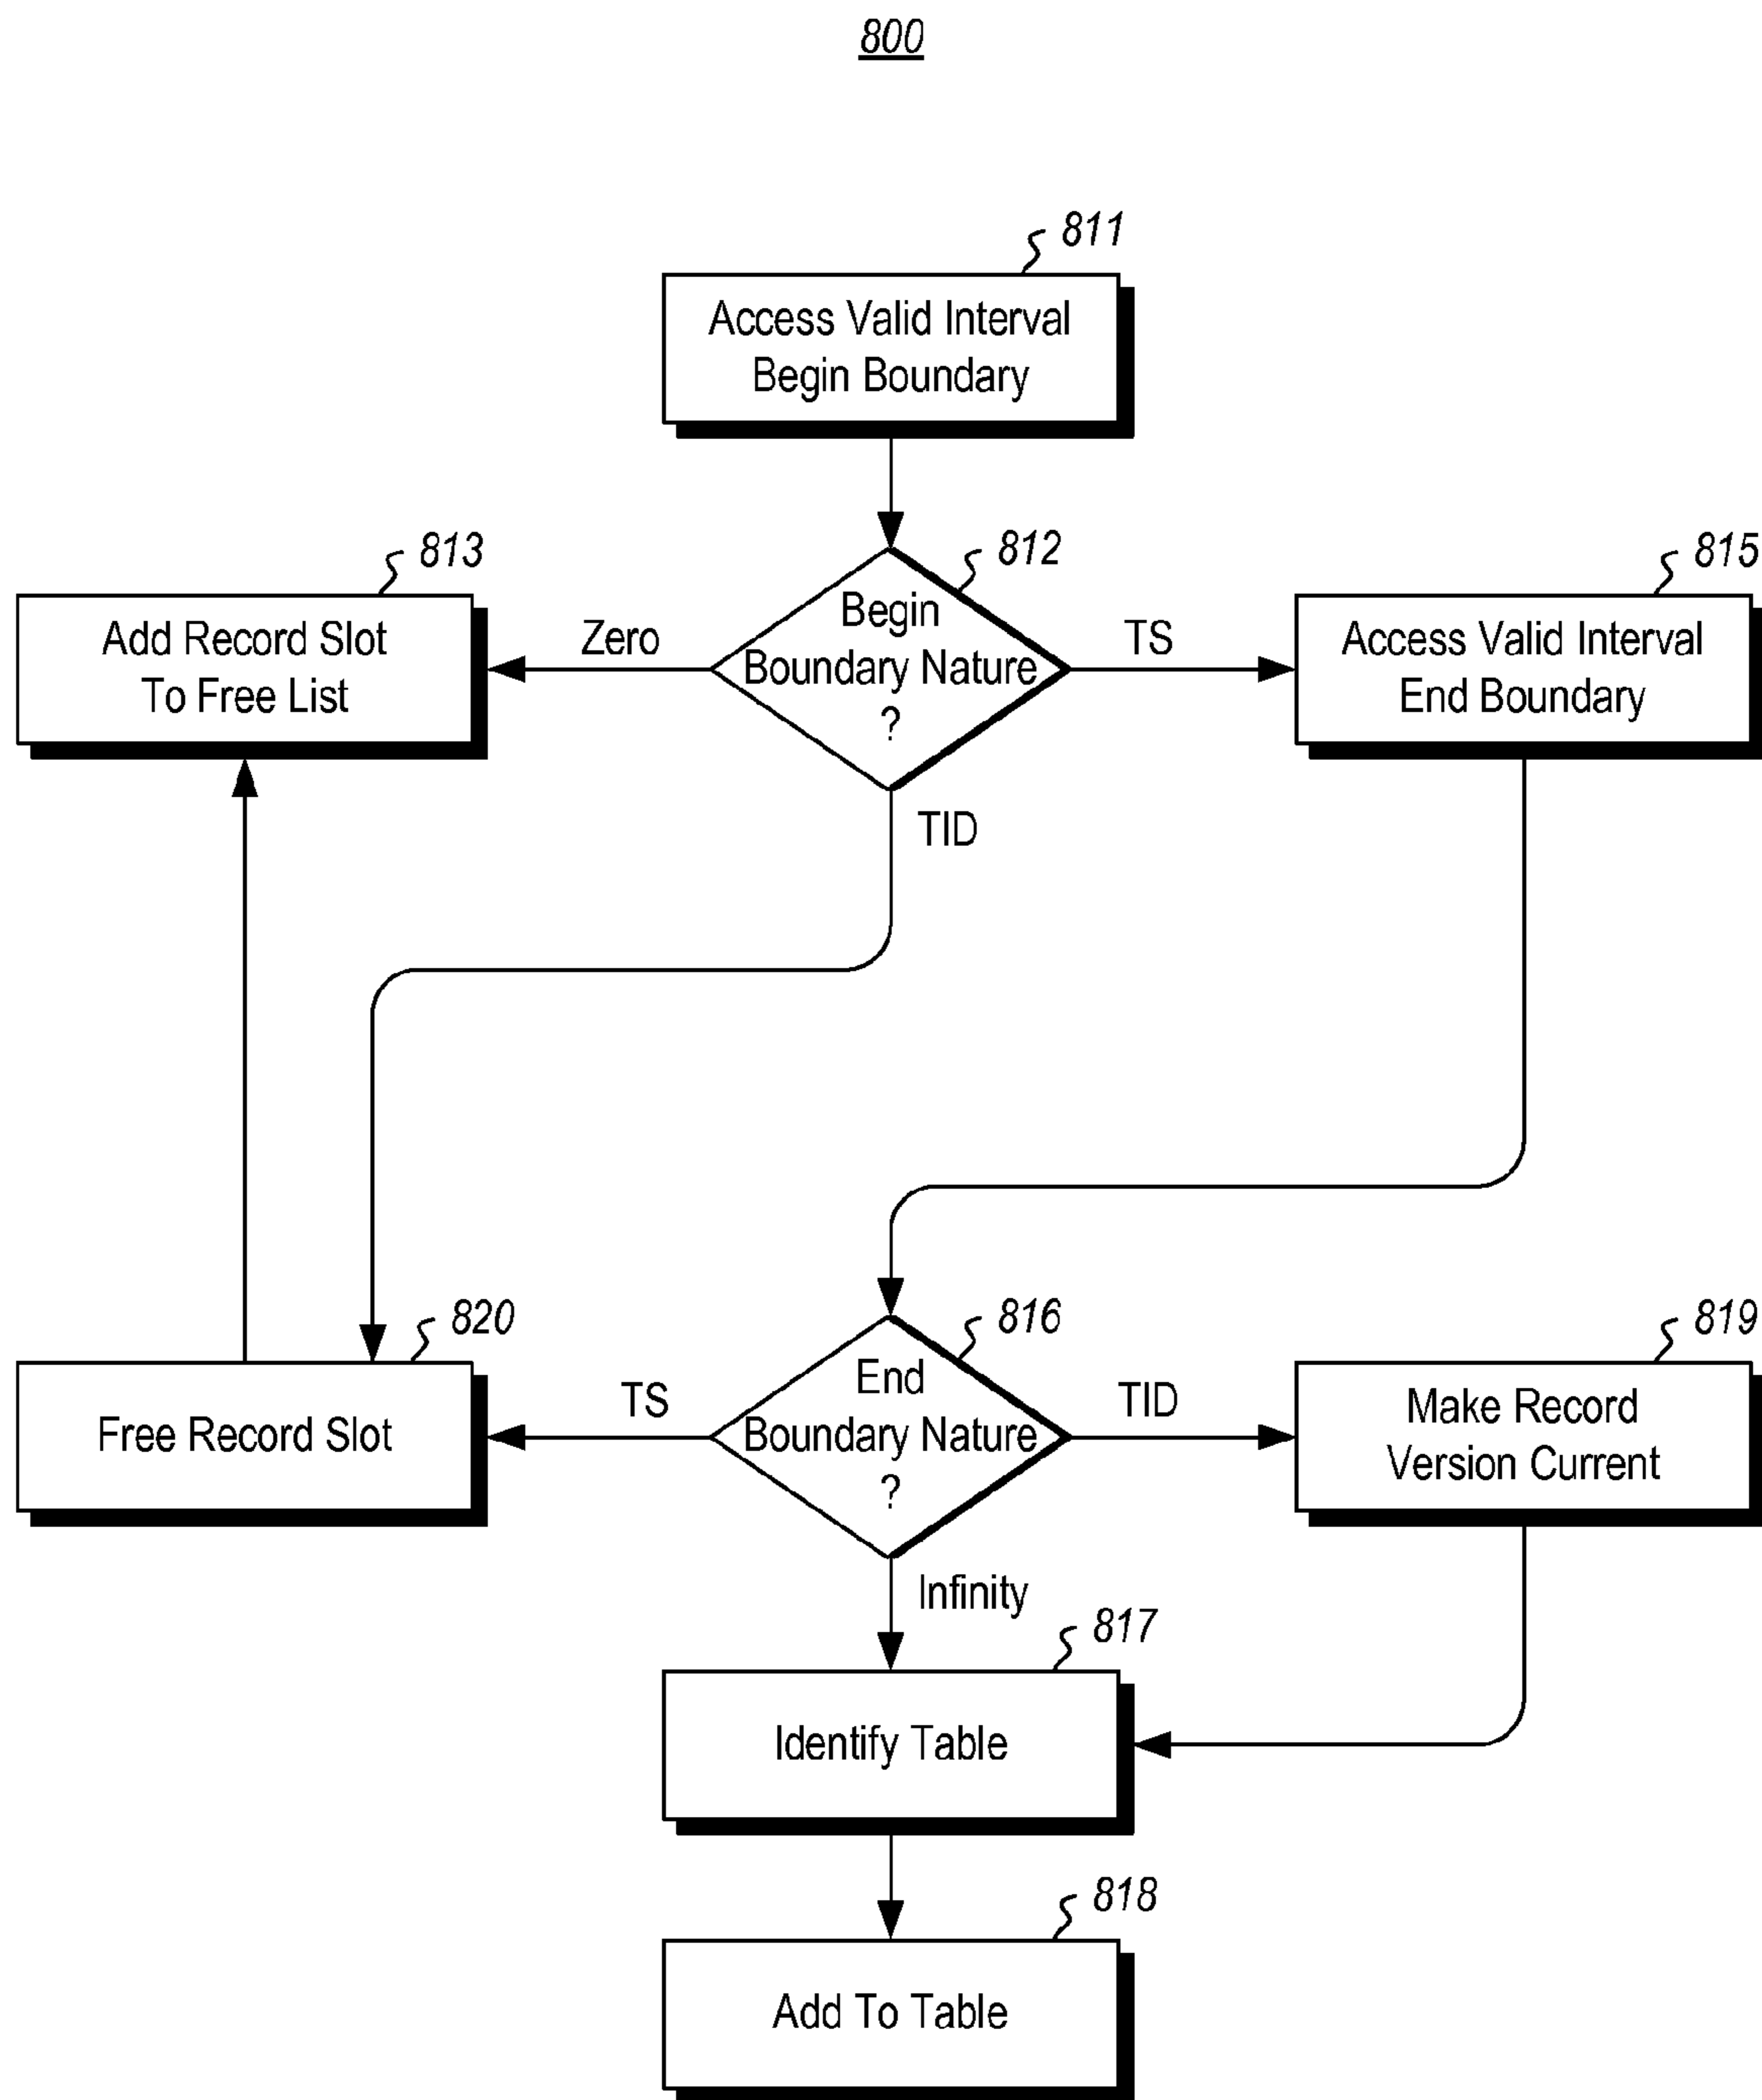 800
811
Access Valid Interval
Begin Boundary
812
Begin
Boundary Nature
?
813
Add Record Slot
To Free List
Zero
TS
815
Access Valid Interval
End Boundary
TID
820
Free Record Slot
TS
816
End
Boundary Nature
?
TID
819
Make Record
Version Current
Infinity
817
Identify Table
818
Add To Table